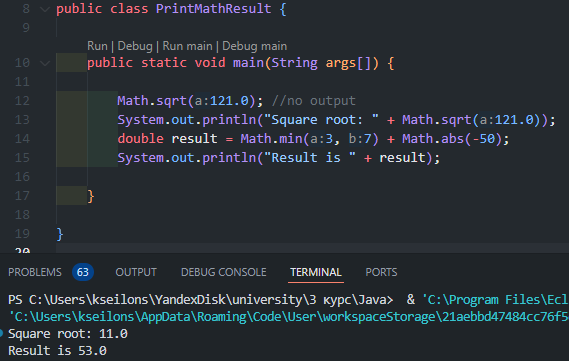 8 public class PrintMathResult {
9
Run | Debug | Run main | Debug main
10 public static void main(String args[]) {
11
12 Math.sqrt(a:121.0); //no output
13 System.out.println("Square root: " + Math.sqrt(a:121.0));
14 double result = Math.min(a:3, b:7) + Math.abs(-50);
15 System.out.println("Result is " + result);
16
17 }
18
19 }
20
PROBLEMS 63 OUTPUT DEBUG CONSOLE TERMINAL PORTS
PS C:\Users\kseilons\YandexDisk\university\3 курс\Java> & 'C:\Program Files\Ecl
'C:\Users\kseilons\AppData\Roaming\Code\User\workspaceStorage\21aebbd47484cc76f5
Square root: 11.0
Result is 53.0